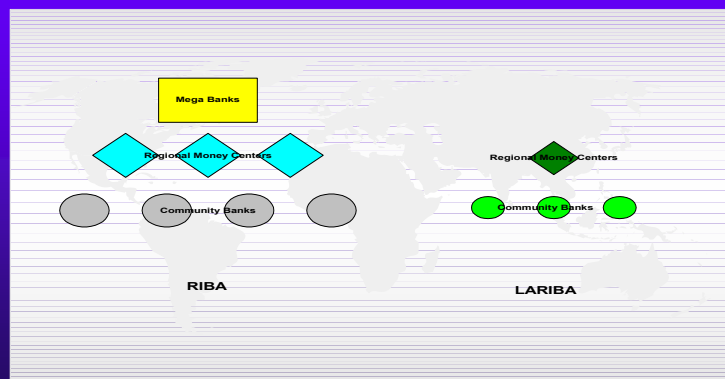 Mega Banks
Regional Money Centers
Community Banks
RIBA
Regional Money Centers
Community Banks
LARIBA